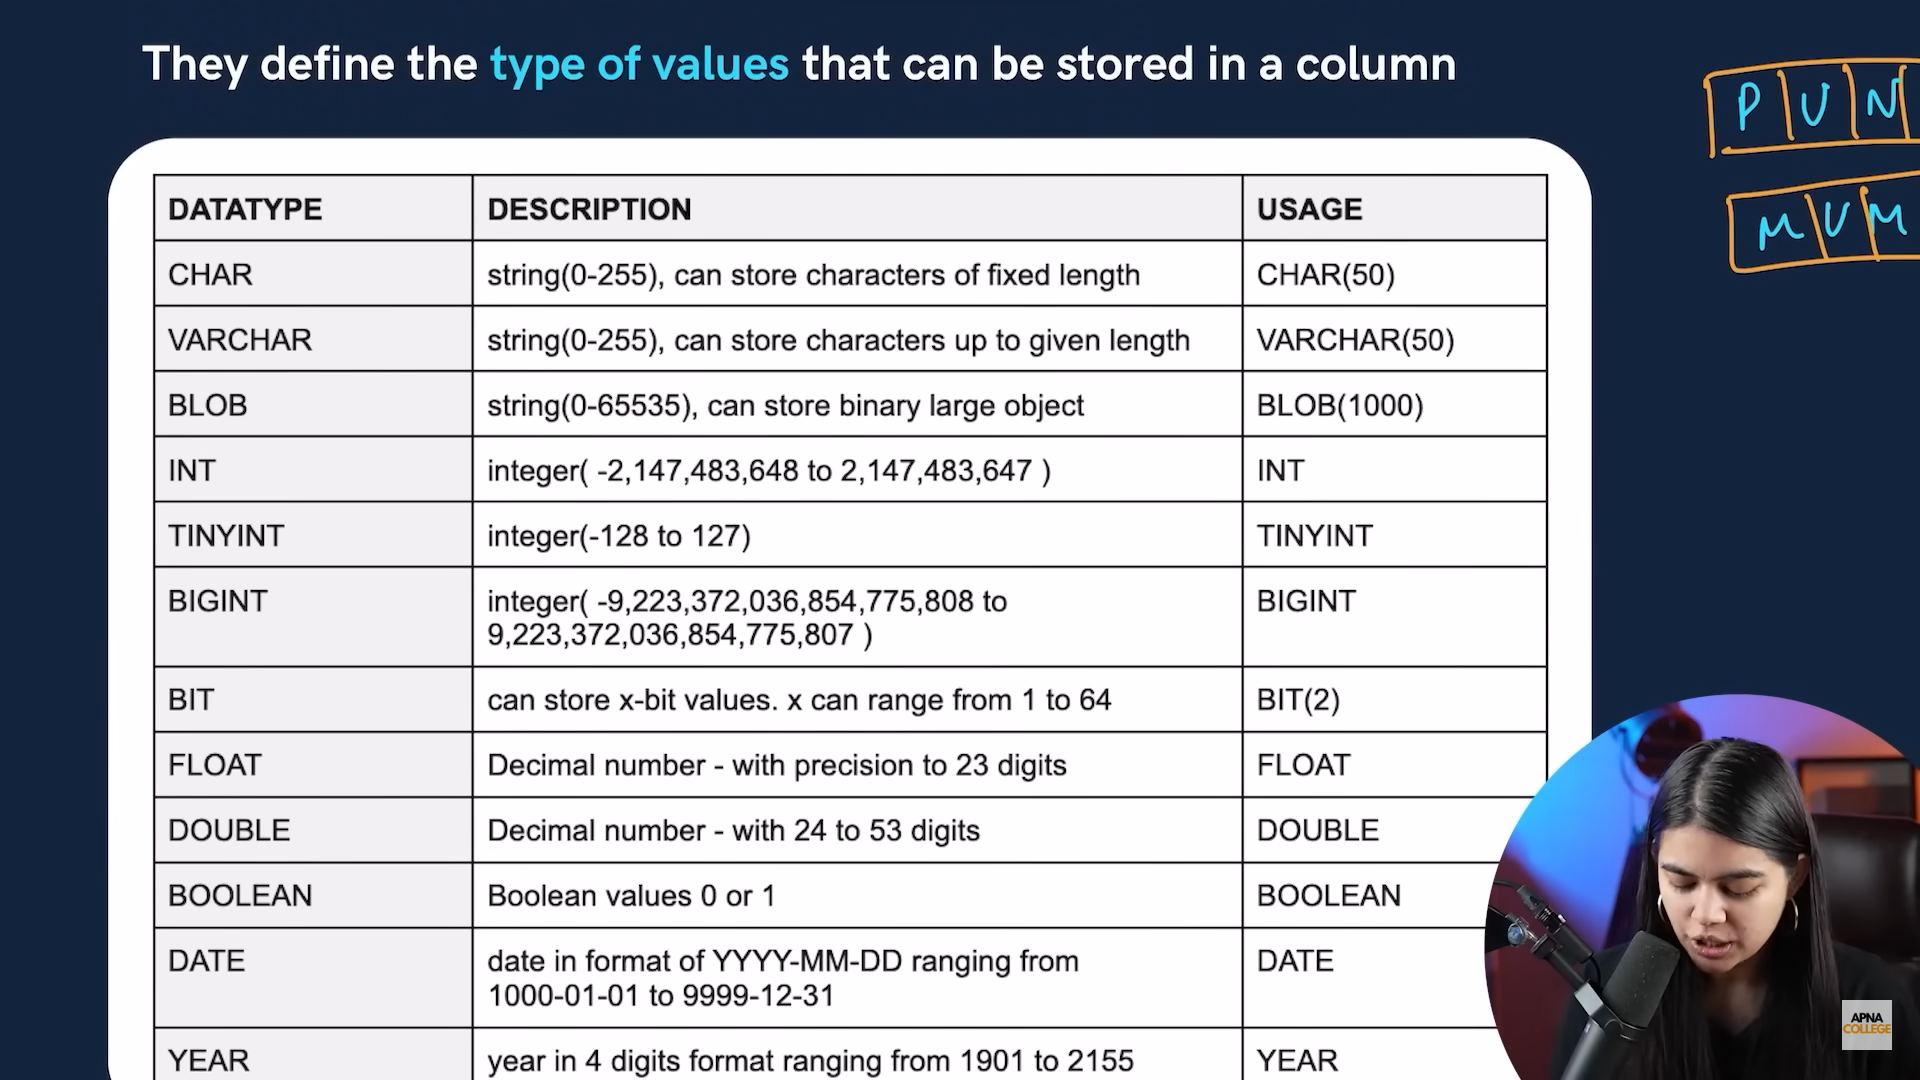 They define the type of values that can be stored in a column
P U N
M U M
DATATYPE DESCRIPTION USAGE
CHAR string(0-255), can store characters of fixed length CHAR(50)
VARCHAR string(0-255), can store characters up to given length VARCHAR(50)
BLOB string(0-65535), can store binary large object BLOB(1000)
INT integer( -2,147,483,648 to 2,147,483,647 ) INT
TINYINT integer(-128 to 127) TINYINT
BIGINT integer( -9,223,372,036,854,775,808 to BIGINT
9,223,372,036,854,775,807 )
BIT can store x-bit values. x can range from 1 to 64 BIT(2)
FLOAT Decimal number - with precision to 23 digits FLOAT
DOUBLE Decimal number - with 24 to 53 digits DOUBLE
BOOLEAN Boolean values 0 or 1 BOOLEAN
DATE date in format of YYYY-MM-DD ranging from DATE
1000-01-01 to 9999-12-31
YEAR year in 4 digits format ranging from 1901 to 2155 YEAR
APNA
COLLEGE